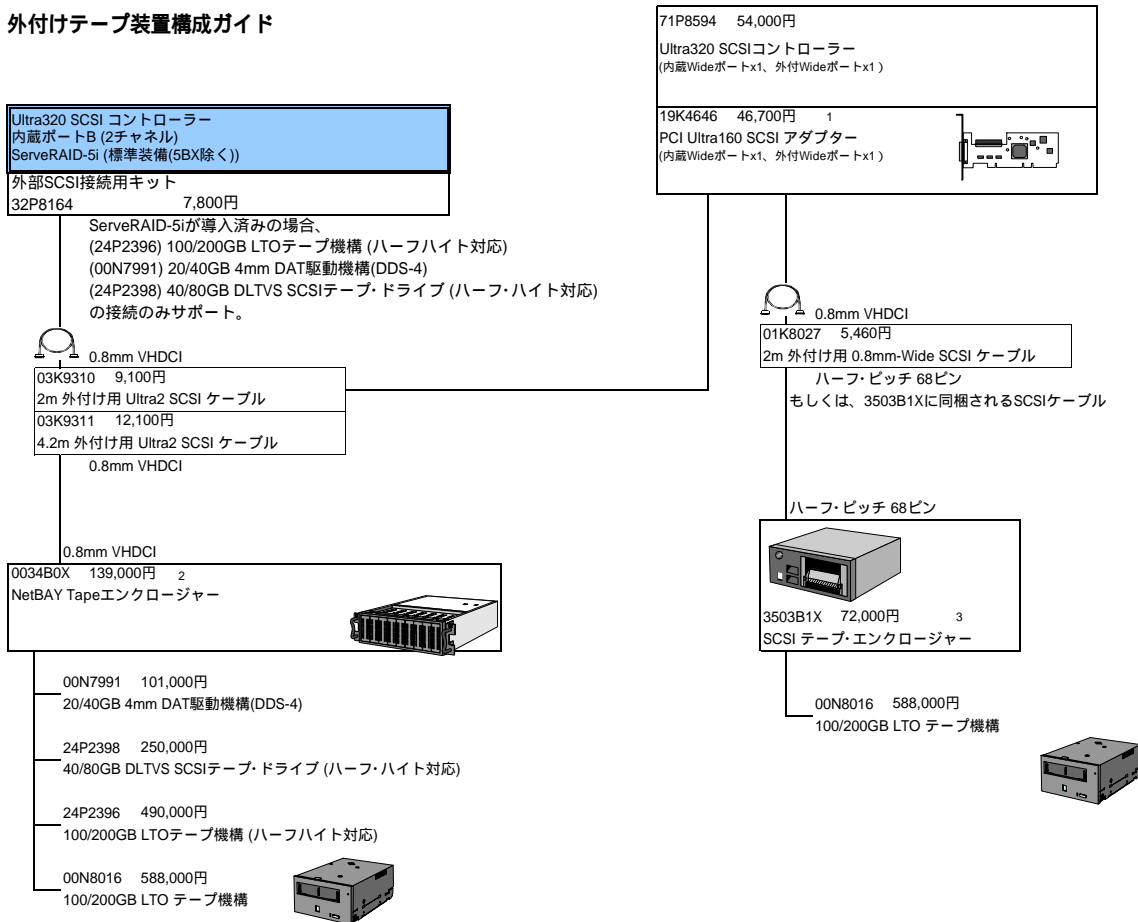 外付けテープ装置構成ガイド
71P8594 54,000円
Ultra320 SCSIコントローラー
(内蔵Wideポートx1、外付Wideポートx1 )
19K4646 46,700円 1
PCI Ultra160 SCSI アダプター
(内蔵Wideポートx1、外付Wideポートx1 )
Ultra320 SCSI コントローラー
内蔵ポートB (2チャネル)
ServeRAID-5i (標準装備(5BX除く))
外部SCSI接続用キット
32P8164 7,800円
ServeRAID-5iが導入済みの場合、
(24P2396) 100/200GB LTOテープ機構 (ハーフハイト対応)
(00N7991) 20/40GB 4mm DAT駆動機構(DDS-4)
(24P2398) 40/80GB DLTVS SCSIテープ・ドライブ (ハーフ・ハイト対応)
の接続のみサポート。
0.8mm VHDCI
03K9310 9,100円
2m 外付け用 Ultra2 SCSI ケーブル
03K9311 12,100円
4.2m 外付け用 Ultra2 SCSI ケーブル
0.8mm VHDCI
0.8mm VHDCI
01K8027 5,460円
2m 外付け用 0.8mm-Wide SCSI ケーブル
ハーフ・ピッチ 68ピン
もしくは、3503B1Xに同梱されるSCSIケーブル
0.8mm VHDCI
0034B0X 139,000円 2
NetBAY Tapeエンクロージャー
00N7991 101,000円
20/40GB 4mm DAT駆動機構(DDS-4)
24P2398 250,000円
40/80GB DLTVS SCSIテープ・ドライブ (ハーフ・ハイト対応)
24P2396 490,000円
100/200GB LTOテープ機構 (ハーフハイト対応)
00N8016 588,000円
100/200GB LTO テープ機構
ハーフ・ピッチ 68ピン
3503B1X 72,000円 3
SCSI テープ・エンクロージャー
00N8016 588,000円
100/200GB LTO テープ機構